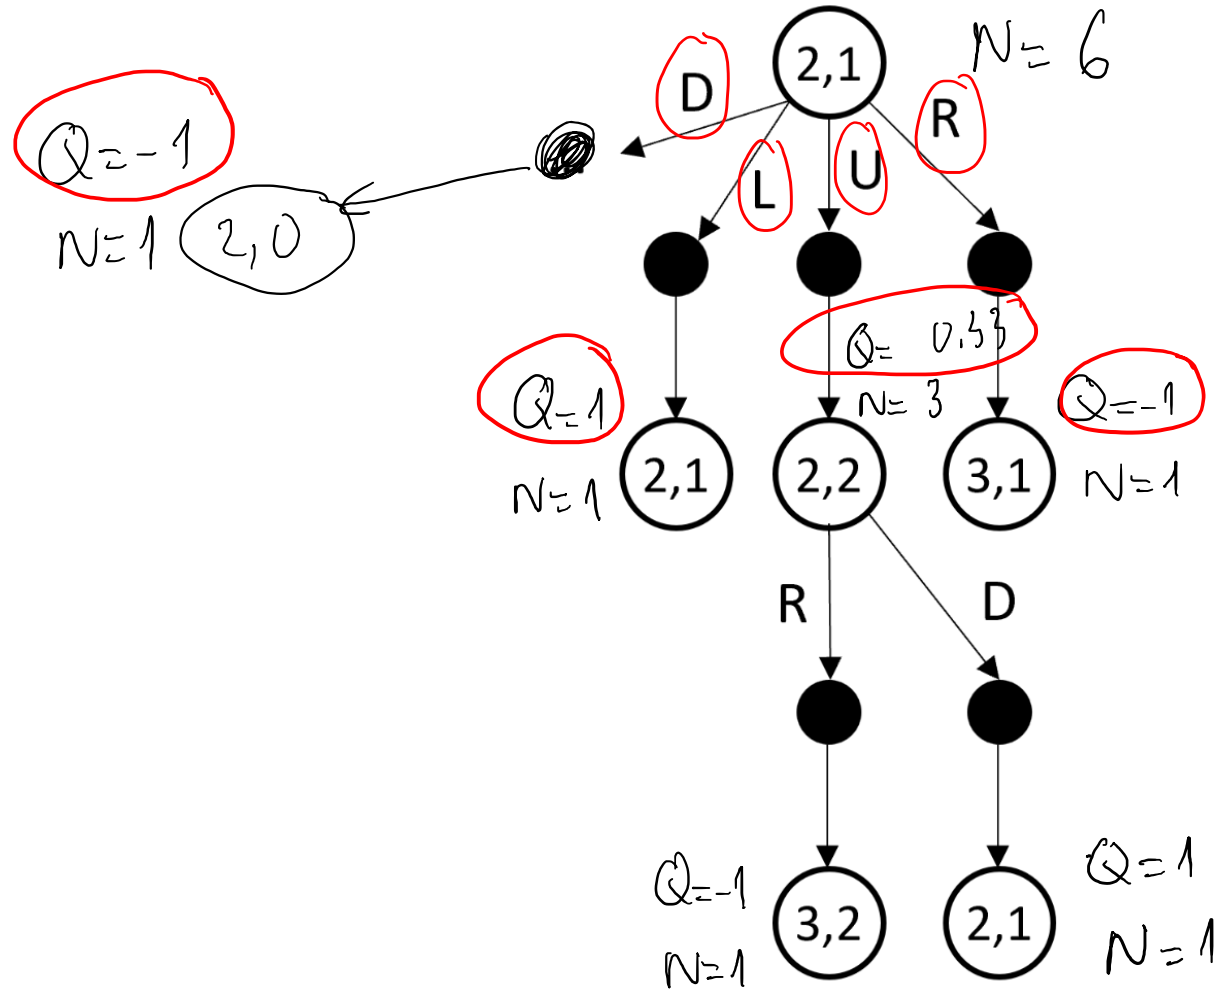 2,1
N= 6
D
R
U
L
Q=-1
N=1
2,0
Q= 0.33
N= 3
Q=1
N=1
Q=-1
N=1
2,1
2,2
3,1
R
D
Q=-1
N=1
3,2
2,1
Q=1
N=1